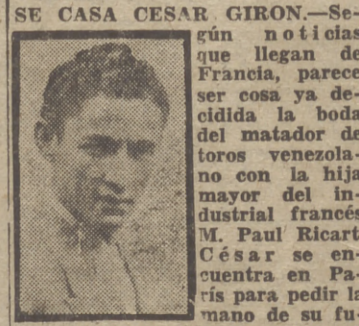 SE CASA CESAR GIRON.—Se-
gún noticias
que llegan de
Francia, parece
ser cosa ya de-
cidida la boda
del matador de
toros venezola-
no con la hija
mayor del in-
dustrial francés
M. Paul Ricart
César se en-
cuentra en Pa-
rís para pedir la
mano de su fu-